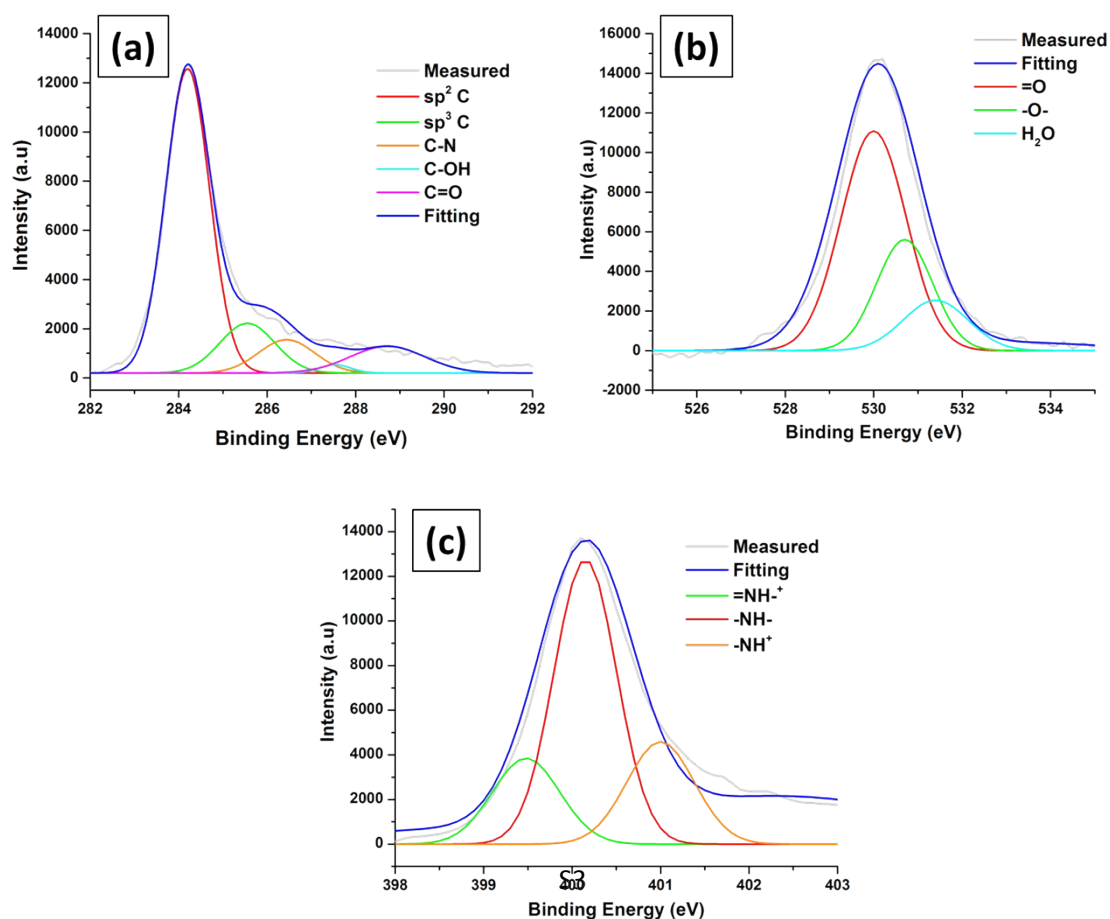 (a)
14000
12000
10000
8000
6000
4000
2000
0
Intensity (a.u)
Measured
sp² C
sp³ C
C-N
C-OH
C=O
Fitting
282 284 286 288 290 292
Binding Energy (eV)
(b)
16000
14000
12000
10000
8000
6000
4000
2000
0
-2000
Intensity (a.u)
Measured
Fitting
=O
-O-
H₂O
526 528 530 532 534
Binding Energy (eV)
(c)
14000
12000
10000
8000
6000
4000
2000
0
Intensity (a.u)
Measured
Fitting
=NH-⁺
-NH-
-NH⁺
398 399 400 401 402 403
S3
Binding Energy (eV)